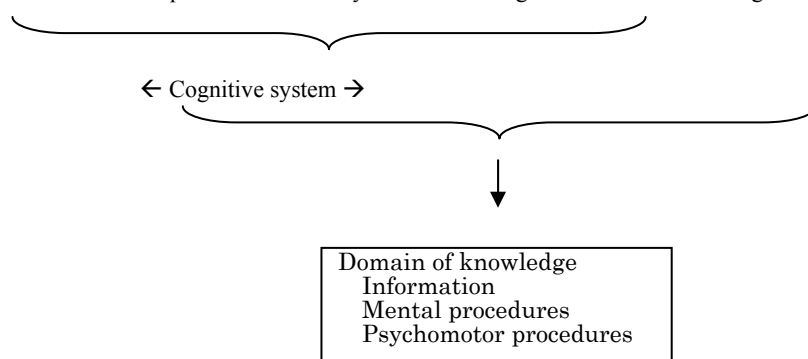 ← Cognitive system →
Domain of knowledge
Information
Mental procedures
Psychomotor procedures